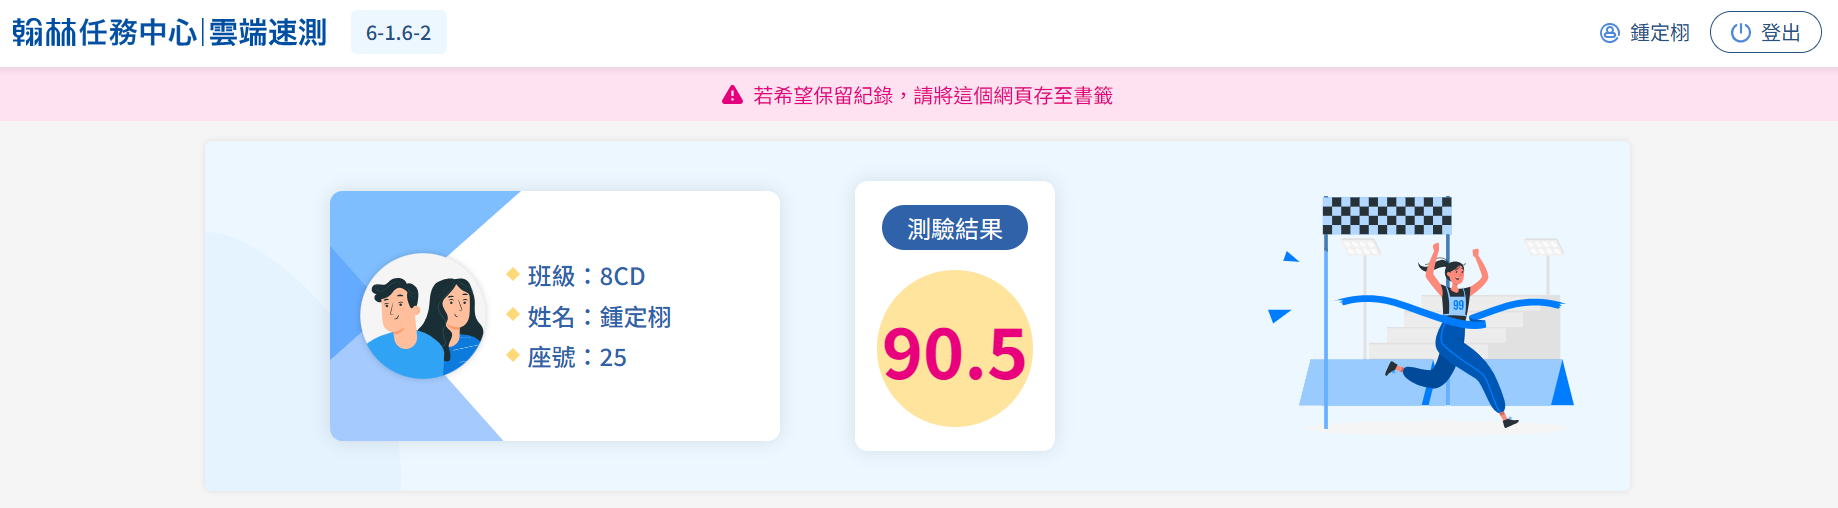 翰林任務中心|雲端速測
6-1.6-2
鍾定栩
登出
若希望保留紀錄，請將這個網頁存至書籤
班級：8CD
姓名：鍾定栩
座號：25
測驗結果
90.5
99